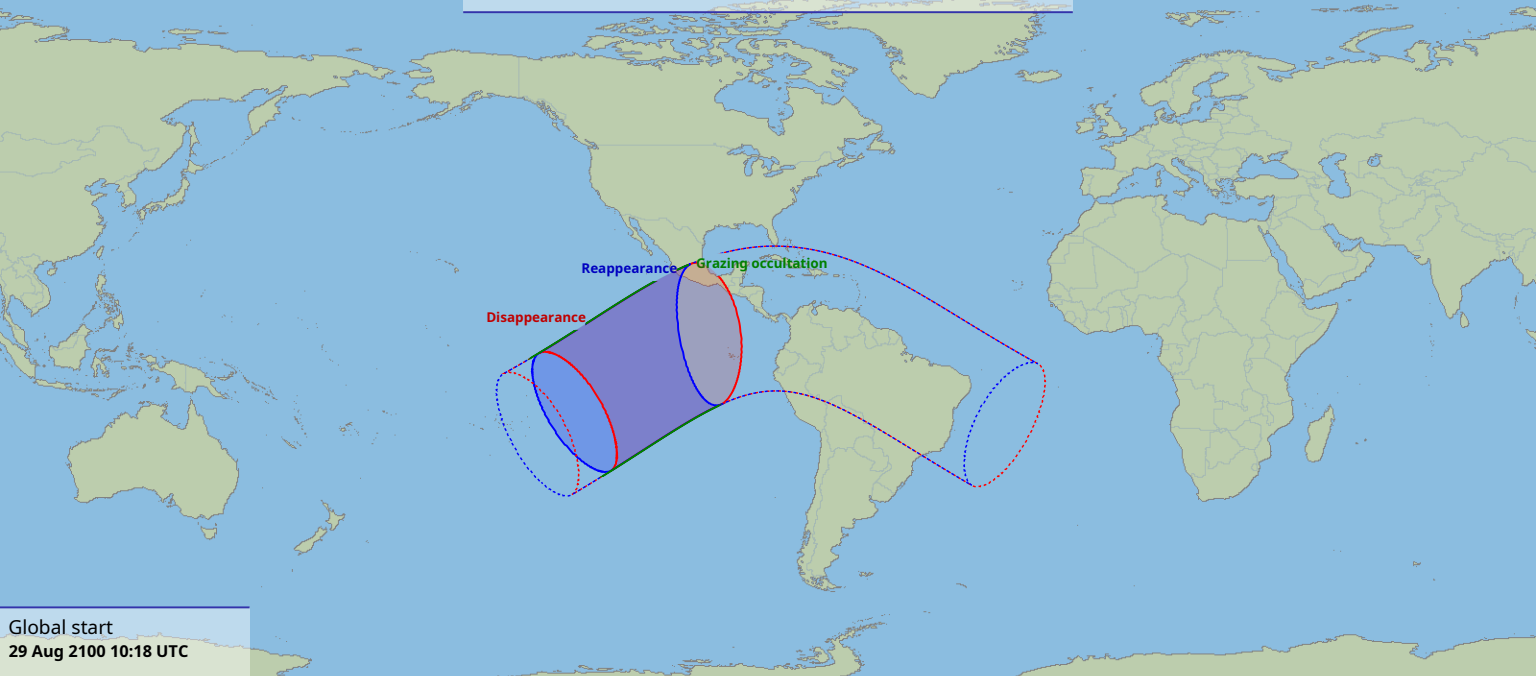 Reappearance
Grazing occultation
Disappearance
Global start
29 Aug 2100 10:18 UTC